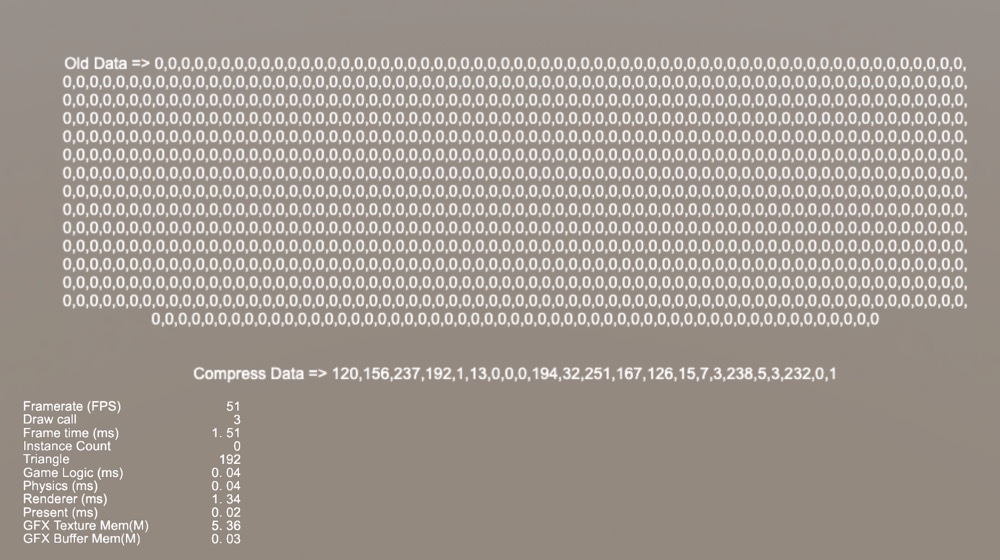 Old Data => 0,0,0,0,0,0,0,0,0,0,0,0,0,0,0,0,0,0,0,0,0,0,0,0,0,0,0,0,0,0,0,0,0,0,0,0,0,0,0,0,0,0,0,0,0,0,0,0,0,0,0,0,0,0,0,0,0,0,0,0,0,
0,0,0,0,0,0,0,0,0,0,0,0,0,0,0,0,0,0,0,0,0,0,0,0,0,0,0,0,0,0,0,0,0,0,0,0,0,0,0,0,0,0,0,0,0,0,0,0,0,0,0,0,0,0,0,0,0,0,0,0,0,0,0,0,0,0,0,0,
0,0,0,0,0,0,0,0,0,0,0,0,0,0,0,0,0,0,0,0,0,0,0,0,0,0,0,0,0,0,0,0,0,0,0,0,0,0,0,0,0,0,0,0,0,0,0,0,0,0,0,0,0,0,0,0,0,0,0,0,0,0,0,0,0,0,0,0,
0,0,0,0,0,0,0,0,0,0,0,0,0,0,0,0,0,0,0,0,0,0,0,0,0,0,0,0,0,0,0,0,0,0,0,0,0,0,0,0,0,0,0,0,0,0,0,0,0,0,0,0,0,0,0,0,0,0,0,0,0,0,0,0,0,0,0,0,
0,0,0,0,0,0,0,0,0,0,0,0,0,0,0,0,0,0,0,0,0,0,0,0,0,0,0,0,0,0,0,0,0,0,0,0,0,0,0,0,0,0,0,0,0,0,0,0,0,0,0,0,0,0,0,0,0,0,0,0,0,0,0,0,0,0,0,0,
0,0,0,0,0,0,0,0,0,0,0,0,0,0,0,0,0,0,0,0,0,0,0,0,0,0,0,0,0,0,0,0,0,0,0,0,0,0,0,0,0,0,0,0,0,0,0,0,0,0,0,0,0,0,0,0,0,0,0,0,0,0,0,0,0,0,0,0,
0,0,0,0,0,0,0,0,0,0,0,0,0,0,0,0,0,0,0,0,0,0,0,0,0,0,0,0,0,0,0,0,0,0,0,0,0,0,0,0,0,0,0,0,0,0,0,0,0,0,0,0,0,0,0,0,0,0,0,0,0,0,0,0,0,0,0,0,
0,0,0,0,0,0,0,0,0,0,0,0,0,0,0,0,0,0,0,0,0,0,0,0,0,0,0,0,0,0,0,0,0,0,0,0,0,0,0,0,0,0,0,0,0,0,0,0,0,0,0,0,0,0,0,0,0,0,0,0,0,0,0,0,0,0,0,0,
0,0,0,0,0,0,0,0,0,0,0,0,0,0,0,0,0,0,0,0,0,0,0,0,0,0,0,0,0,0,0,0,0,0,0,0,0,0,0,0,0,0,0,0,0,0,0,0,0,0,0,0,0,0,0,0,0,0,0,0,0,0,0,0,0,0,0,0,
0,0,0,0,0,0,0,0,0,0,0,0,0,0,0,0,0,0,0,0,0,0,0,0,0,0,0,0,0,0,0,0,0,0,0,0,0,0,0,0,0,0,0,0,0,0,0,0,0,0,0,0,0,0,0,0,0,0,0,0,0,0,0,0,0,0,0,0,
0,0,0,0,0,0,0,0,0,0,0,0,0,0,0,0,0,0,0,0,0,0,0,0,0,0,0,0,0,0,0,0,0,0,0,0,0,0,0,0,0,0,0,0,0,0,0,0,0,0,0,0,0,0,0,0,0,0,0,0,0,0,0,0,0,0,0,0,
0,0,0,0,0,0,0,0,0,0,0,0,0,0,0,0,0,0,0,0,0,0,0,0,0,0,0,0,0,0,0,0,0,0,0,0,0,0,0,0,0,0,0,0,0,0,0,0,0,0,0,0,0,0,0,0,0,0,0,0,0,0,0,0,0,0,0,0,
0,0,0,0,0,0,0,0,0,0,0,0,0,0,0,0,0,0,0,0,0,0,0,0,0,0,0,0,0,0,0,0,0,0,0,0,0,0,0,0,0,0,0,0,0,0,0,0,0,0,0,0,0,0,0,0,0,0,0,0,0,0,0,0,0,0,0,0,
0,0,0,0,0,0,0,0,0,0,0,0,0,0,0,0,0,0,0,0,0,0,0,0,0,0,0,0,0,0,0,0,0,0,0,0,0,0,0,0,0,0,0,0,0,0,0,0,0,0,0,0,0,0,0,0,0,0,0,0,0,0,0,0,0,0,0,0,
0,0,0,0,0,0,0,0,0,0,0,0,0,0,0,0,0,0,0,0,0,0,0,0,0,0,0,0,0,0,0,0,0,0,0,0,0,0,0,0,0,0,0,0,0,0,0,0,0,0,0,0,0,0,0
Compress Data => 120,156,237,192,1,13,0,0,0,194,32,251,167,126,15,7,3,238,5,3,232,0,1
Framerate (FPS) 51
Draw call 3
Frame time (ms) 1. 51
Instance Count 0
Triangle 192
Game Logic (ms) 0. 04
Physics (ms) 0. 04
Renderer (ms) 1. 34
Present (ms) 0. 02
GFX Texture Mem(M) 5. 36
GFX Buffer Mem(M) 0. 03